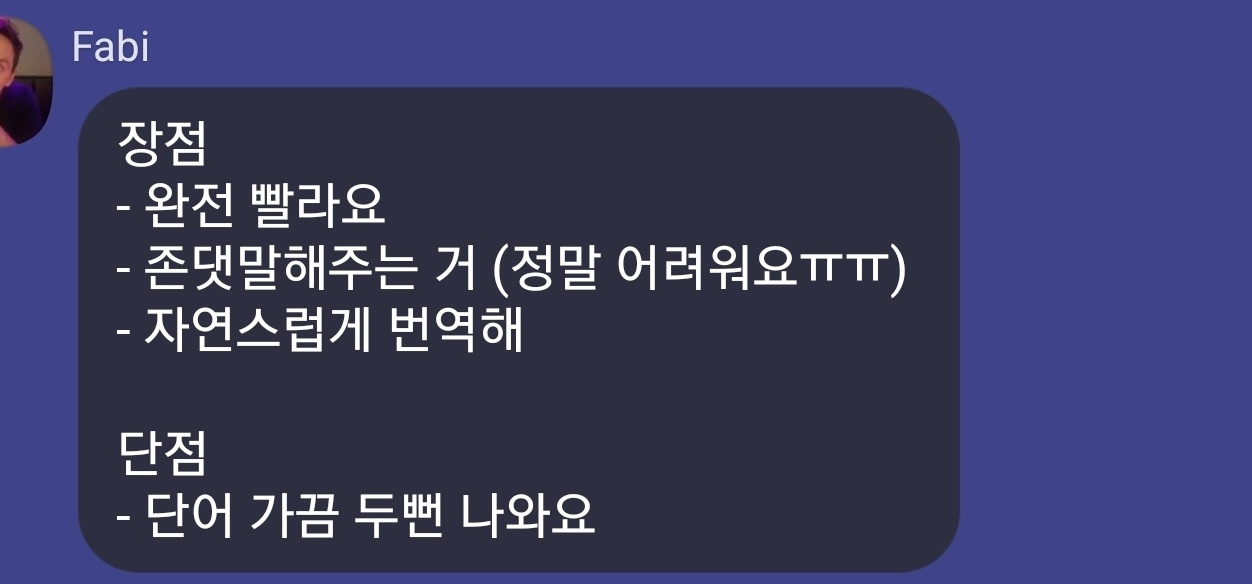 Fabi
장점
- 완전 빨라요
- 존댓말해주는 거 (정말 어려워요ㅠㅠ)
- 자연스럽게 번역해

단점
- 단어 가끔 두뻔 나와요